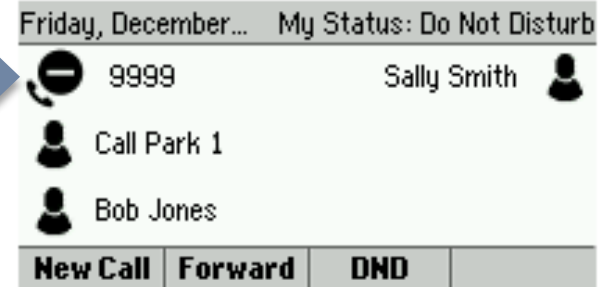 Friday, December... My Status: Do Not Disturb
9999 Sally Smith
Call Park 1
Bob Jones
New Call Forward DND